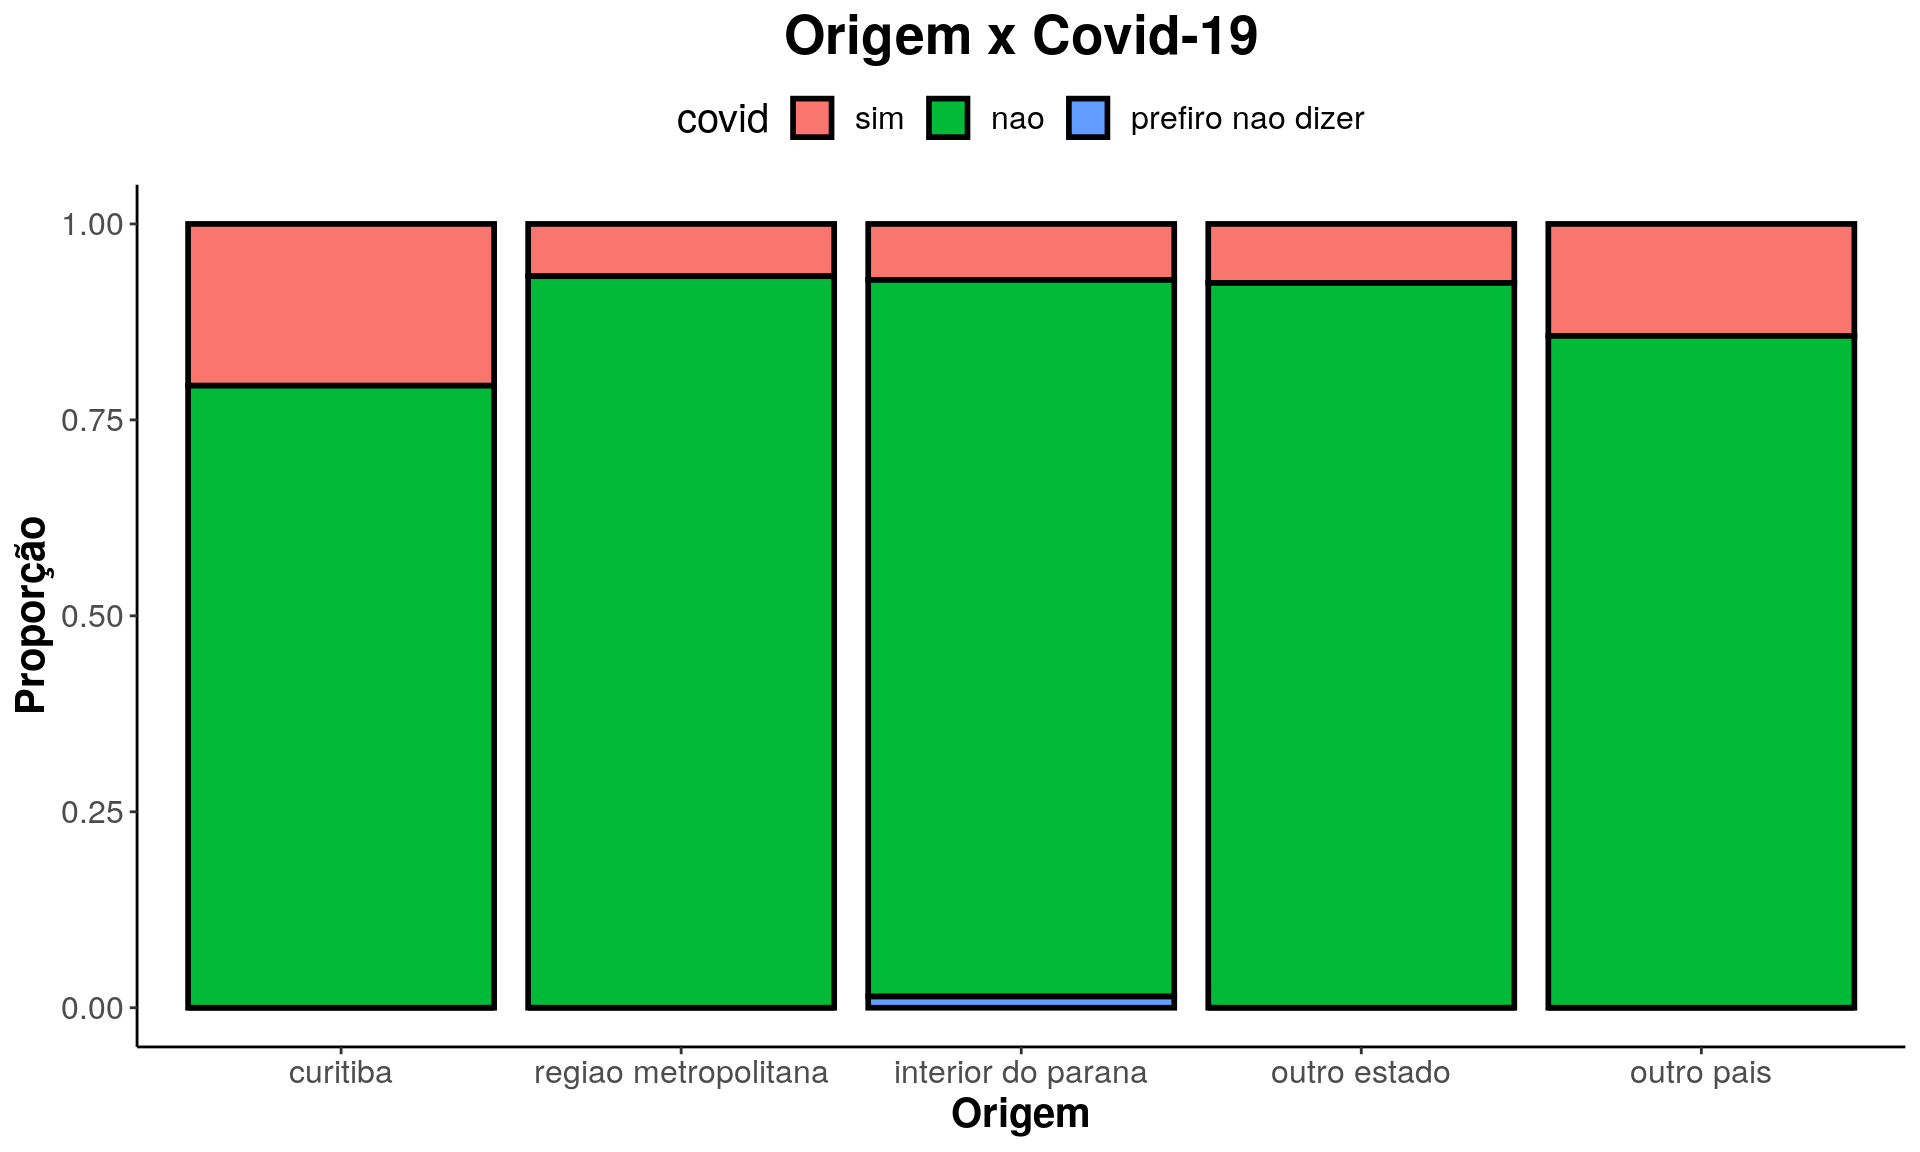 Origem x Covid-19
covid sim nao prefiro nao dizer
Proporção
1.00
0.75
0.50
0.25
0.00
curitiba regiao metropolitana interior do parana outro estado outro pais
Origem